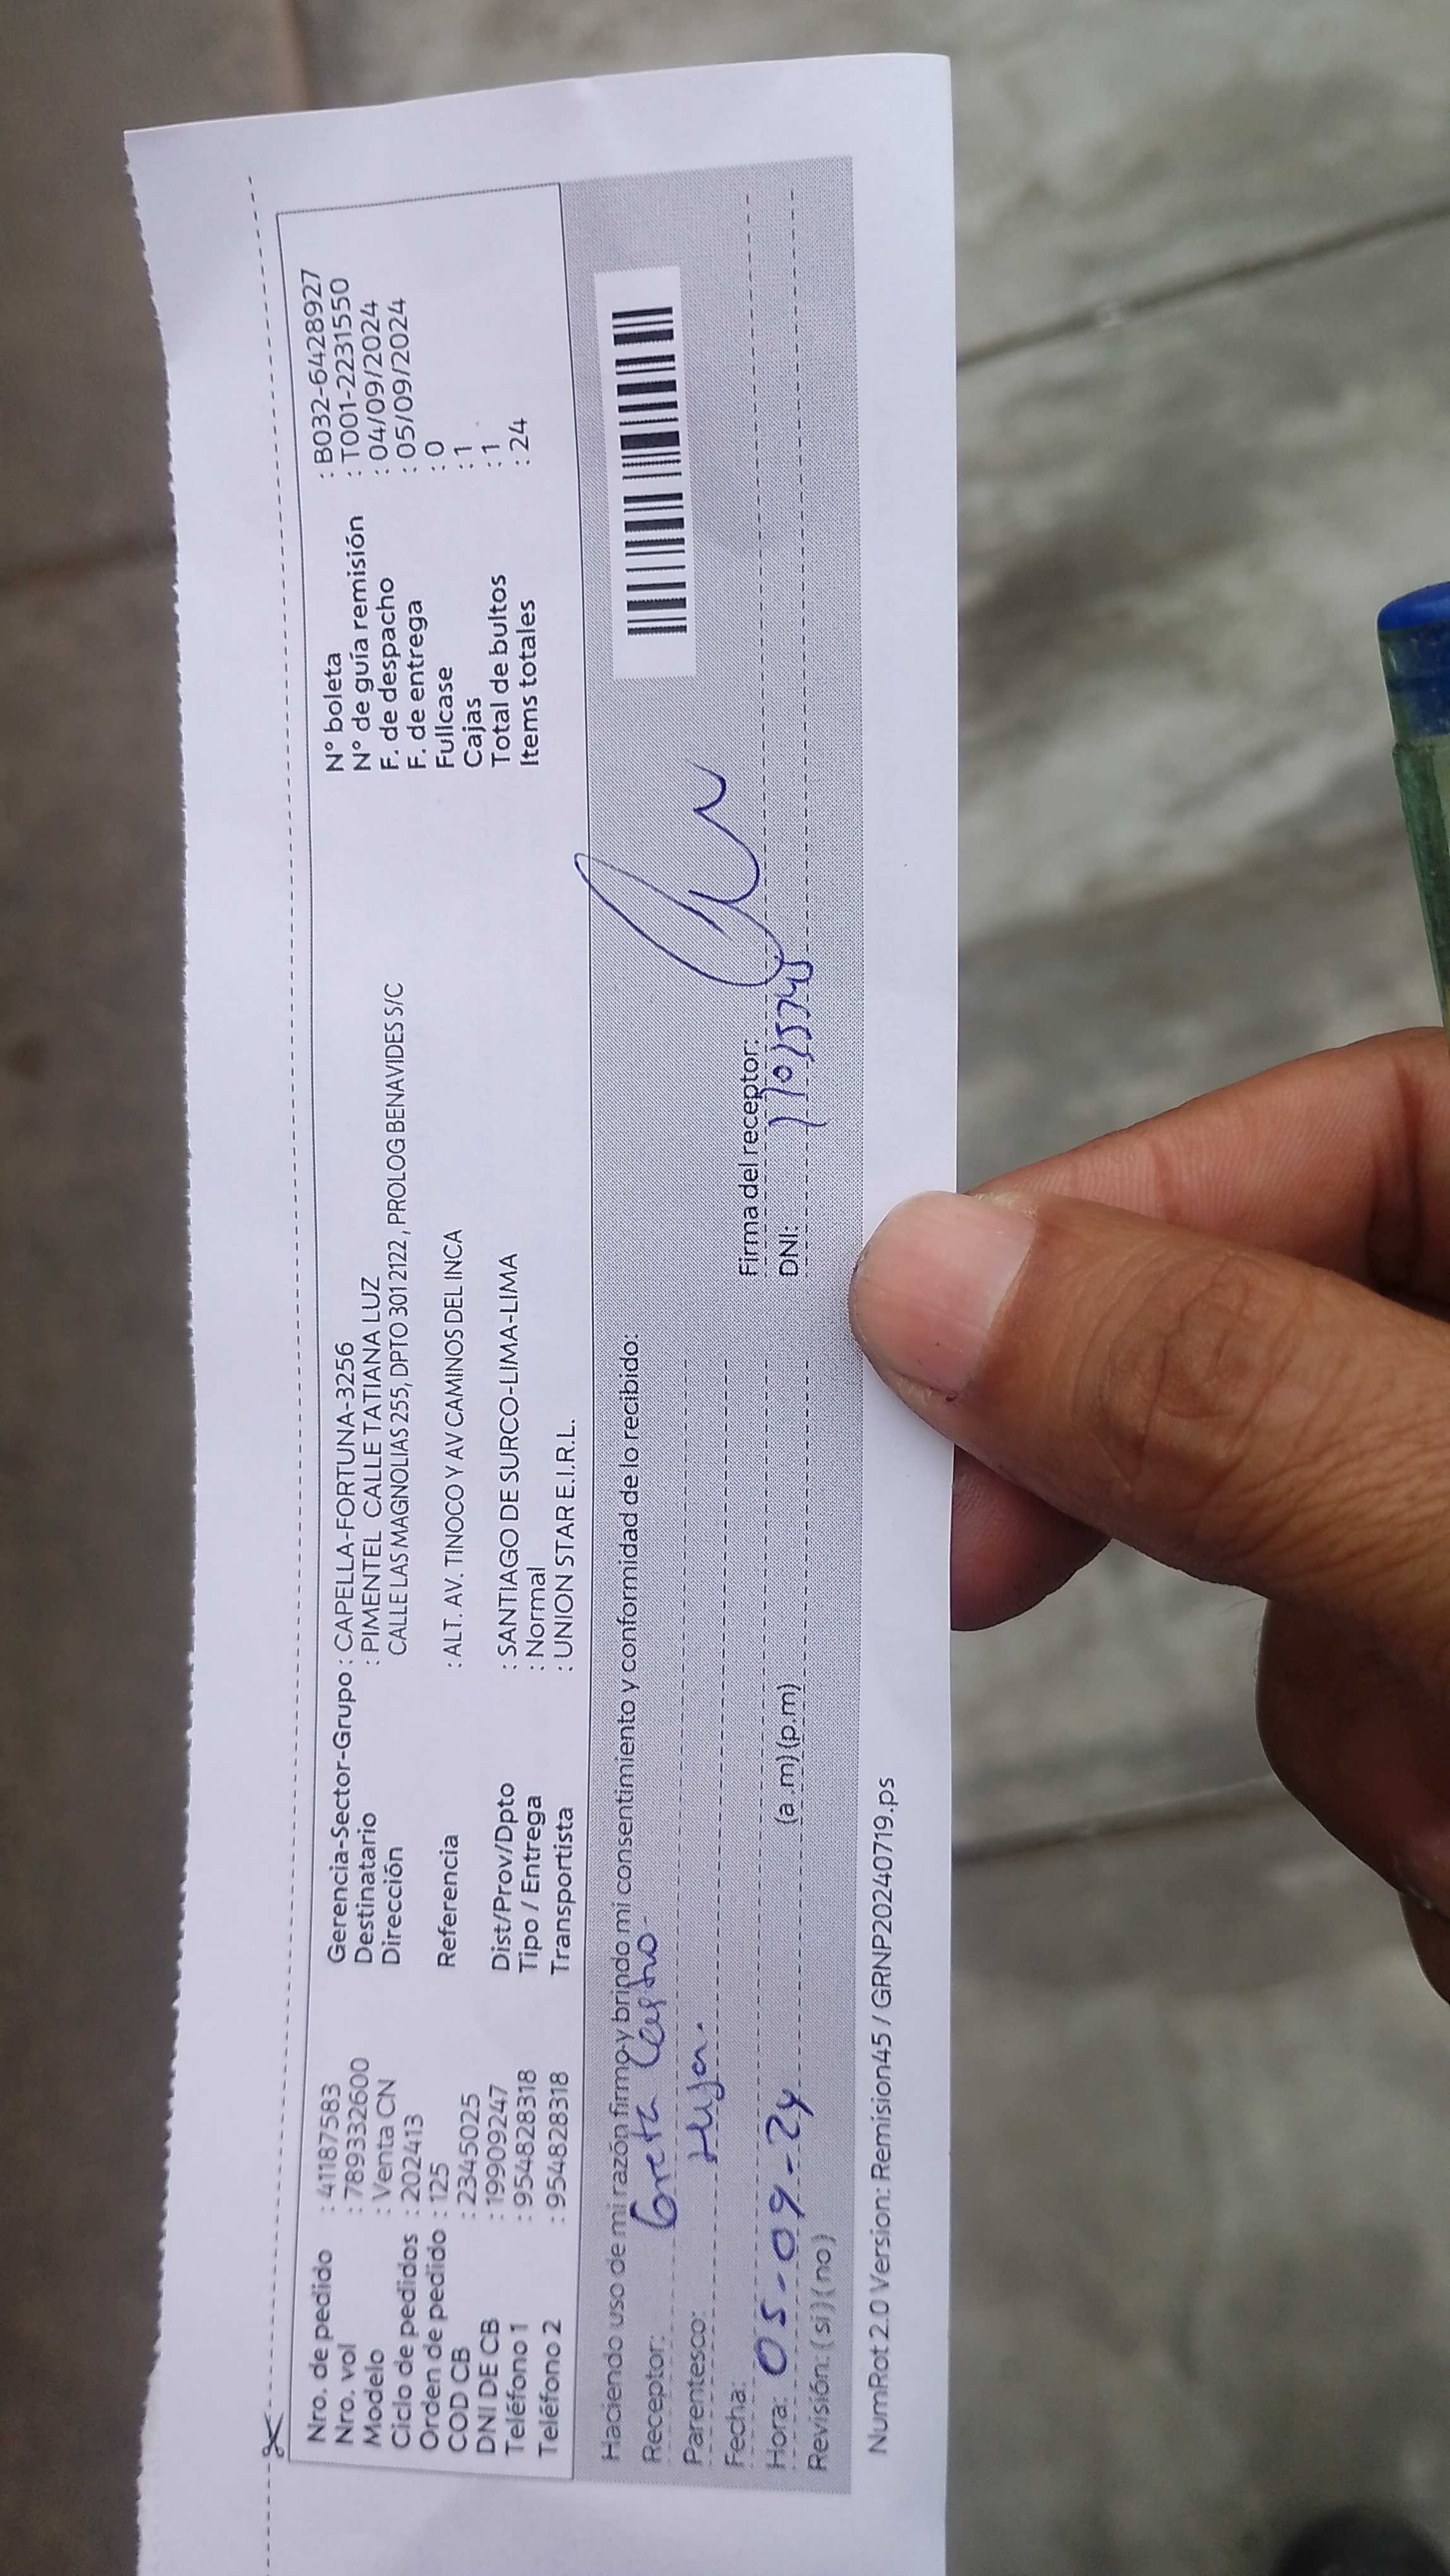 Nro. de pedido : 41187583
Nro. vol : 789332600
Modelo : Venta CN
Ciclo de pedidos : 202413
Orden de pedido : 125
COD CB : 2345025
DNI DE CB : 19909247
Teléfono 1 : 954828318
Teléfono 2 : 954828318
Gerencia-Sector-Grupo : CAPELLA-FORTUNA-3256
Destinatario : PIMENTEL CALLE TATIANA LUZ
Dirección CALLE LAS MAGNOLIAS 255, DPTO 301 2122 , PROLOG BENAVIDES S/C
Referencia : ALT. AV. TINOCO Y AV CAMINOS DEL INCA
Dist/Prov/Dpto : SANTIAGO DE SURCO-LIMA-LIMA
Tipo / Entrega : Normal
Transportista : UNION STAR E.I.R.L.
N° boleta : B032-6428927
N° de guía remisión : T001-2231550
F. de despacho : 04/09/2024
F. de entrega : 05/09/2024
Fullcase : 0
Cajas : 1
Total de bultos : 1
Items totales : 24
Haciendo uso de mi razón firmo y brindo mi consentimiento y conformidad de lo recibido:
Receptor: Greta
Parentesco: Hija.
Fecha:
Hora: 05-09-24 (a .m) (p.m)
Revisión: ( si ) ( no )
Firma del receptor:
DNI:
NumRot 2.0 Version: Remision45 / GRNP20240719.ps